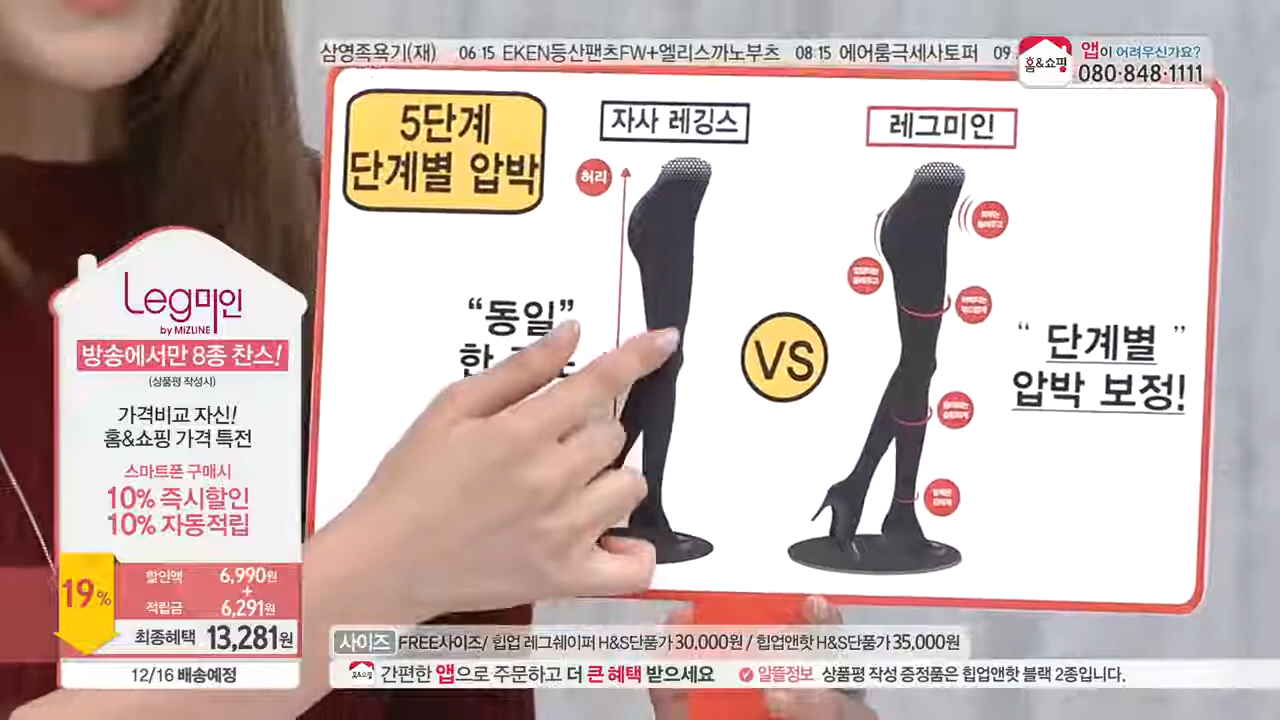 삼영족욕기(재) 06:15 EKEN등산팬츠FW+엘리스까노부츠 08:15 에어룸극세사토퍼 09
홈&쇼핑
앱이 어려우신가요?
080·848·1111
5단계
단계별 압박
자사 레깅스
레그미인
허리
“동일”
한
VS
“ 단계별 ”
압박 보정!
Leg미인
by MIZLINE
방송에서만 8종 찬스!
(상품평 작성시)
가격비교 자신!
홈&쇼핑 가격 특전
스마트폰 구매시
10% 즉시할인
10% 자동적립
19%
할인액 6,990원
+
적립금 6,291원
최종혜택 13,281원
12/16 배송예정
사이즈 FREE사이즈/ 힙업 레그쉐이퍼 H&S단품가 30,000원 / 힙업앤핫 H&S단품가 35,000원
홈&쇼핑 간편한 앱으로 주문하고 더 큰 혜택 받으세요 알뜰정보 상품평 작성 증정품은 힙업앤핫 블랙 2종입니다.